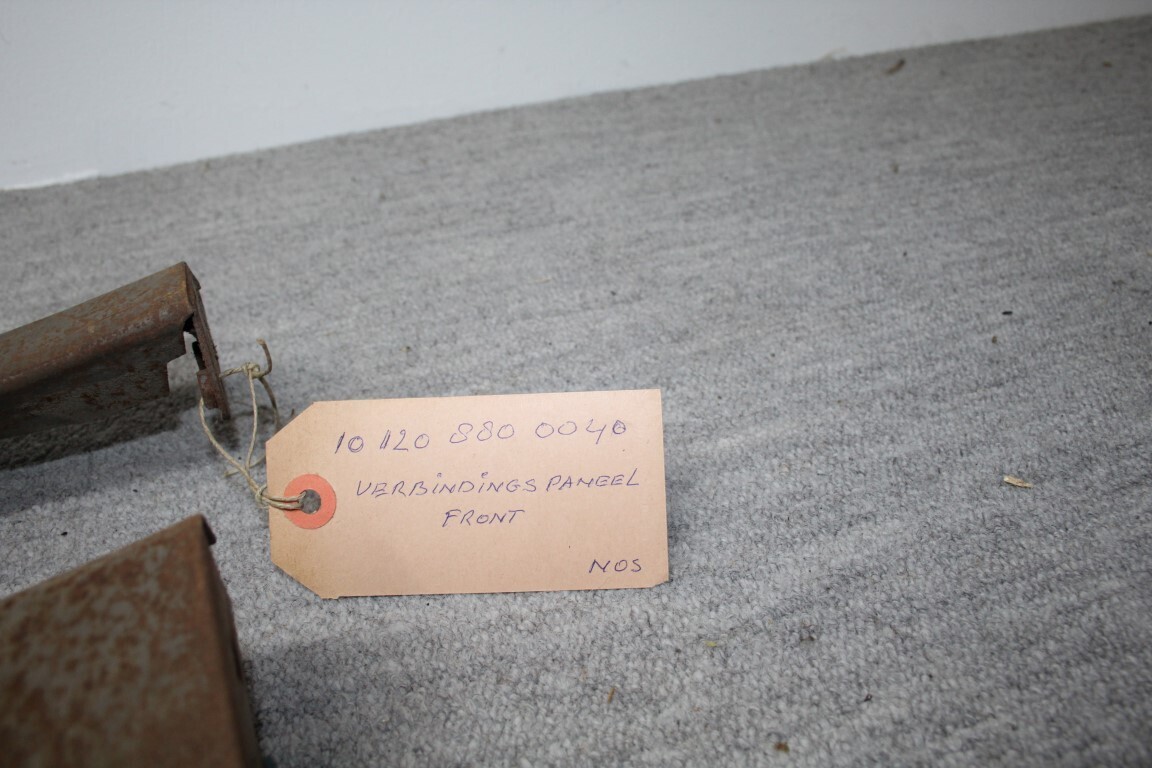 10 120 880 0040
VERBINDINGS PANEEL
FRONT
NOS